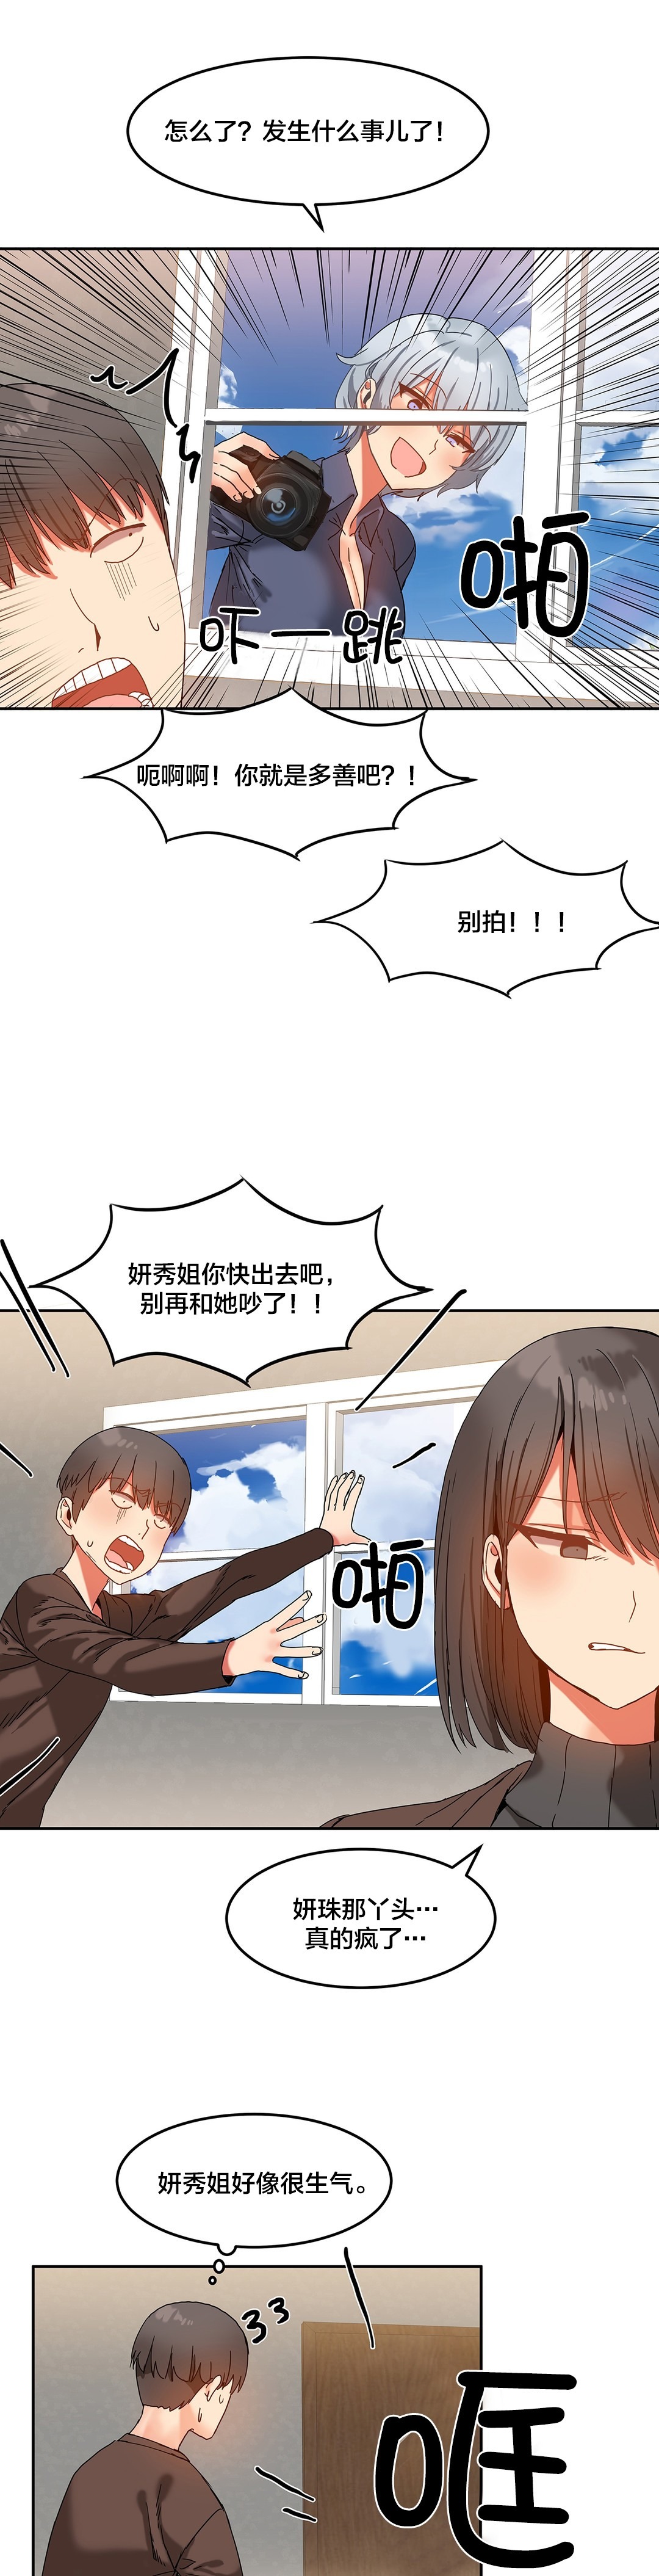 怎么了？发生什么事儿了！
啪
吓一跳
呃啊啊！你就是多善吧？！
别拍！！！
妍秀姐你快出去吧，
别再和她吵了！！
啪
妍珠那丫头…
真的疯了…
妍秀姐好像很生气。
哐